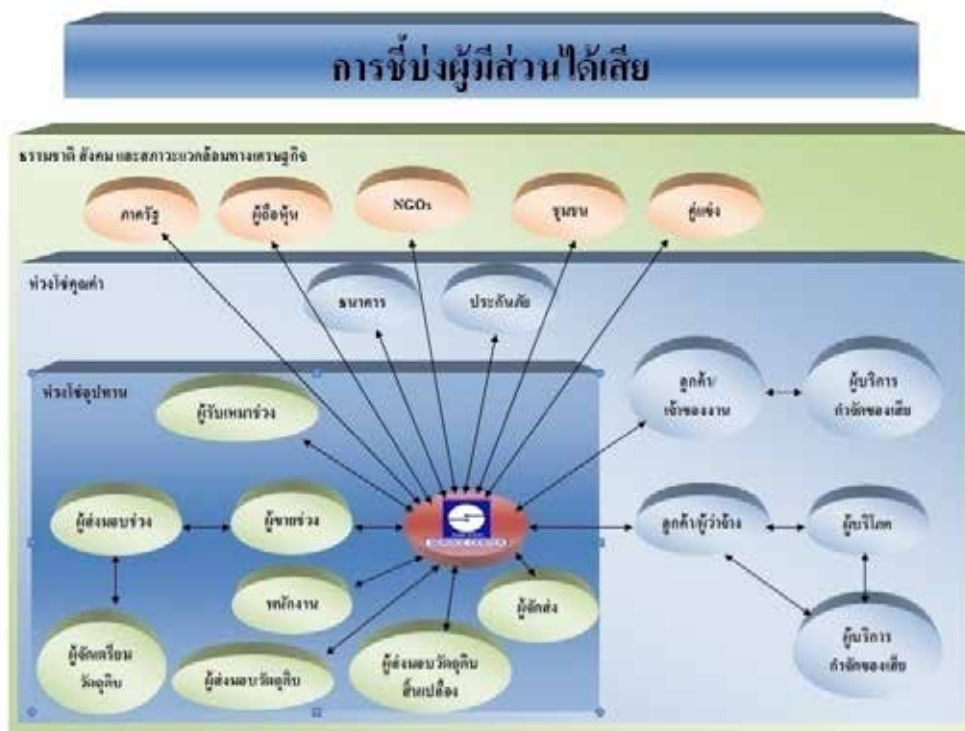 การชี้บ่งผู้มีส่วนได้เสีย
ธรรมชาติ สังคม และสภาวะแวดล้อมทางเศรษฐกิจ
ภาครัฐ
ผู้ถือหุ้น
NGOs
ชุมชน
คู่แข่ง
ห่วงโซ่คุณค่า
ธนาคาร
ประกันภัย
ลูกค้า/
เจ้าของงาน
ผู้บริการ
กำจัดของเสีย
ห่วงโซ่อุปทาน
ผู้รับเหมาช่วง
ผู้ส่งมอบช่วง
ผู้ขายช่วง
SERVICE CENTER
ลูกค้า/ผู้ว่าจ้าง
ผู้บริโภค
พนักงาน
ผู้จัดส่ง
ผู้จัดเตรียม
วัตถุดิบ
ผู้ส่งมอบวัตถุดิบ
ผู้ส่งมอบวัตถุดิบ
สิ้นเปลือง
ผู้บริการ
กำจัดของเสีย